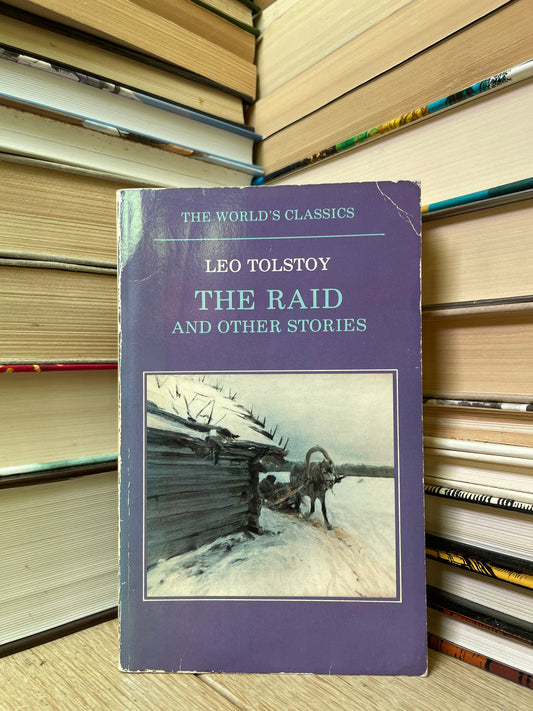 THE WORLD'S CLASSICS
LEO TOLSTOY
THE RAID
AND OTHER STORIES